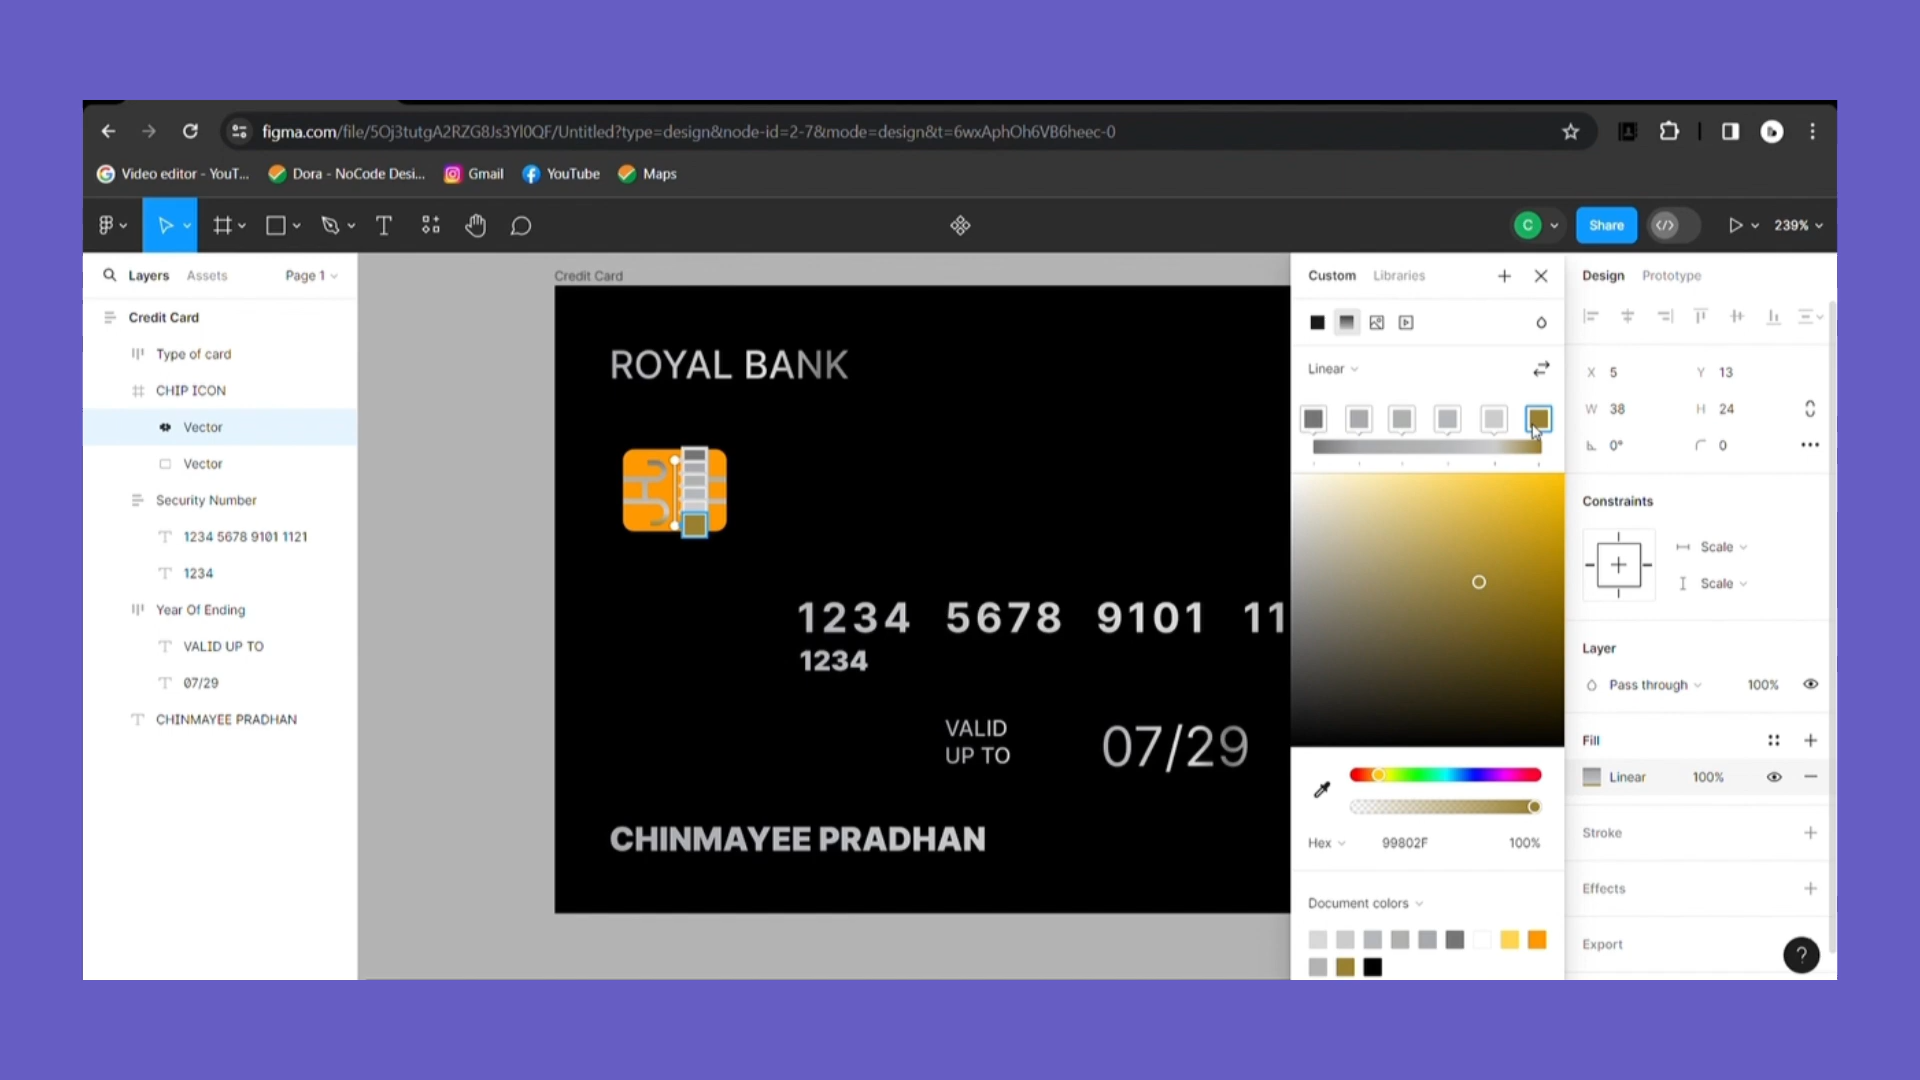 figma.com/file/5Oj3tutgA2RZG8Js3Yl0QF/Untitled?type=design&node-id=2-7&mode=design&t=6wxAphOh6VB6heec-0
Video editor - YouT... Dora - NoCode Desi... Gmail YouTube Maps
C Share 239%
Layers Assets Page 1
Credit Card
Type of card
CHIP ICON
Vector
Vector
Security Number
1234 5678 9101 1121
1234
Year Of Ending
VALID UP TO
07/29
CHINMAYEE PRADHAN
Credit Card
ROYAL BANK
1234 5678 9101 11
1234
VALID
UP TO
07/29
CHINMAYEE PRADHAN
Custom Libraries
Linear
Hex 99802F 100%
Document colors
Design Prototype
X 5 Y 13
W 38 H 24
0° 0
Constraints
Scale
Scale
Layer
Pass through 100%
Fill
Linear 100%
Stroke
Effects
Export
?